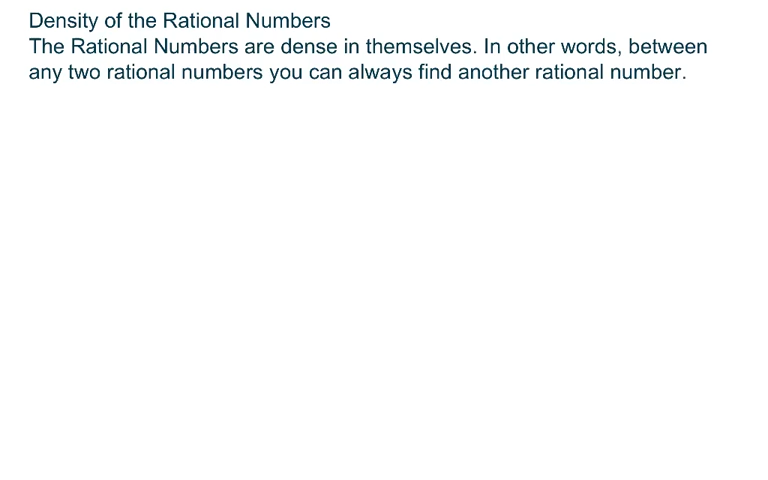 Density of the Rational Numbers
The Rational Numbers are dense in themselves. In other words, between
any two rational numbers you can always find another rational number.